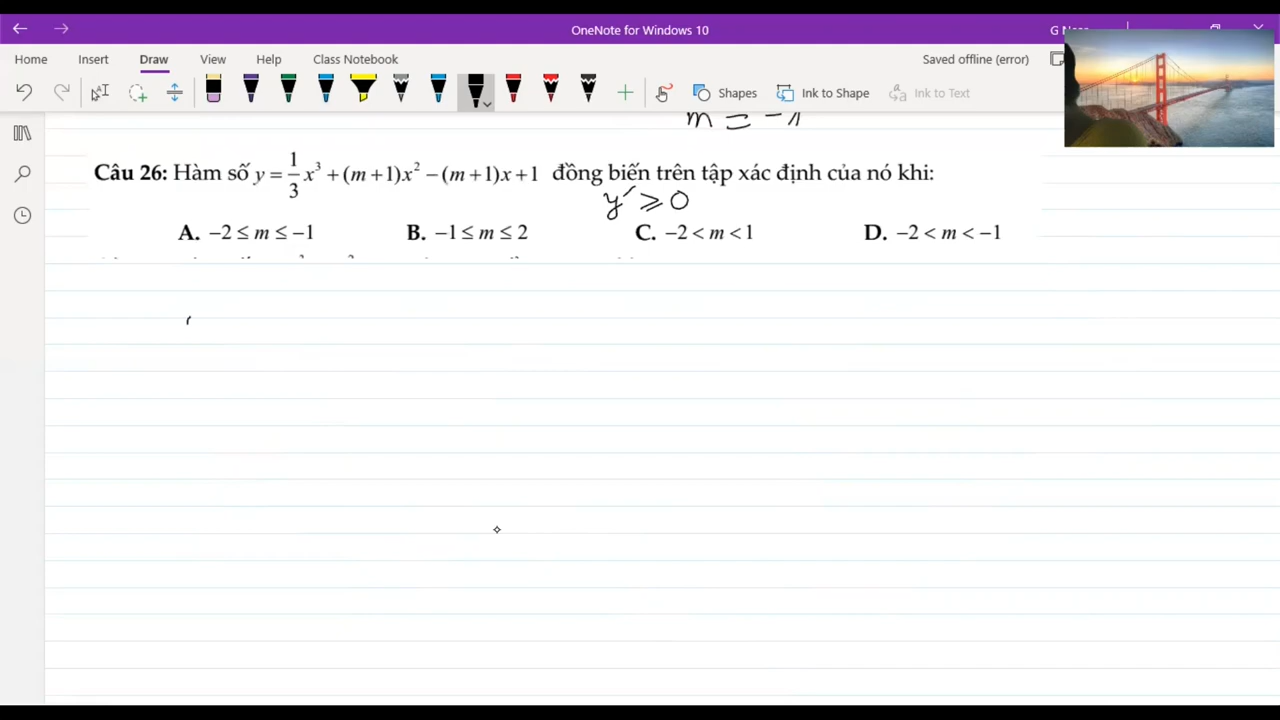 OneNote for Windows 10
Home Insert Draw View Help Class Notebook Saved offline (error)
Shapes Ink to Shape Ink to Text
Câu 26: Hàm số y = \frac{1}{3}x³ + (m+1)x² − (m+1)x + 1 đồng biến trên tập xác định của nó khi:
y' ⩾ 0
A. −2 ≤ m ≤ −1 B. −1 ≤ m ≤ 2 C. −2 < m < 1 D. −2 < m < −1